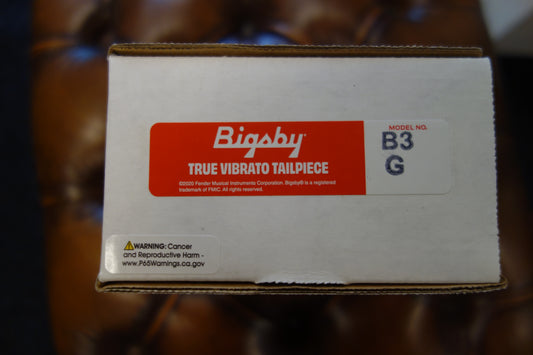 Bigsby
TRUE VIBRATO TAILPIECE
©2020 Fender Musical Instruments Corporation. Bigsby® is a registered
trademark of FMIC. All rights reserved.
MODEL NO.
B3
G
WARNING: Cancer
and Reproductive Harm -
www.P65Warnings.ca.gov